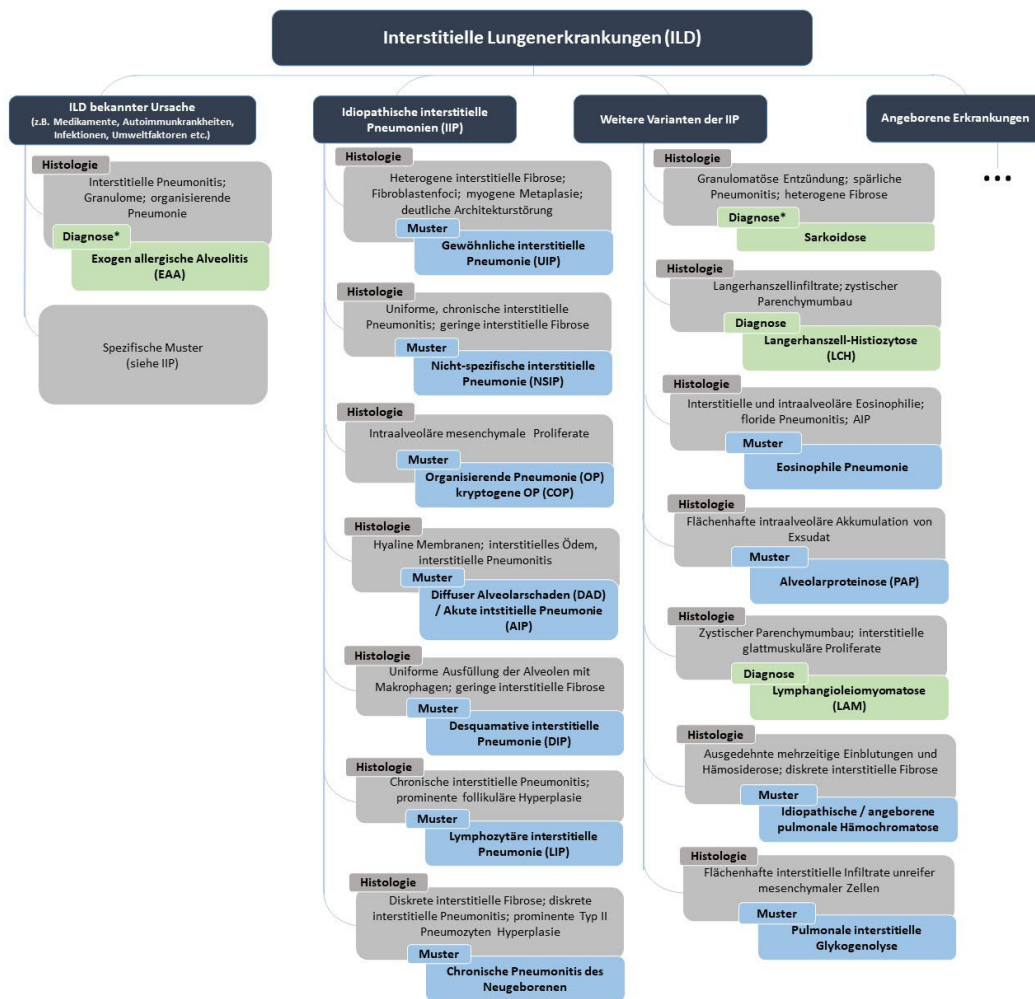 Interstitielle Lungenerkrankungen (ILD)
ILD bekannter Ursache
(z.B. Medikamente, Autoimmunkrankheiten,
Infektionen, Umweltfaktoren etc.)
Histologie
Interstitielle Pneumonitis;
Granulome; organisierende
Pneumonie
Diagnose*
Exogen allergische Alveolitis
(EAA)
Spezifische Muster
(siehe IIP)
Idiopathische interstitielle
Pneumonien (IIP)
Histologie
Heterogene interstitielle Fibrose;
Fibroblastenfoci; myogene Metaplasie;
deutliche Architekturstörung
Muster
Gewöhnliche interstitielle
Pneumonie (UIP)
Histologie
Uniforme, chronische interstitielle
Pneumonitis; geringe interstitielle Fibrose
Muster
Nicht-spezifische interstitielle
Pneumonie (NSIP)
Histologie
Intraalveoläre mesenchymale Proliferate
Muster
Organisierende Pneumonie (OP)
kryptogene OP (COP)
Histologie
Hyaline Membranen; interstitielles Ödem,
interstitielle Pneumonitis
Muster
Diffuser Alveolarschaden (DAD)
/ Akute intstitielle Pneumonie
(AIP)
Histologie
Uniforme Ausfüllung der Alveolen mit
Makrophagen; geringe interstitielle Fibrose
Muster
Desquamative interstitielle
Pneumonie (DIP)
Histologie
Chronische interstitielle Pneumonitis;
prominente follikuläre Hyperplasie
Muster
Lymphozytäre interstitielle
Pneumonie (LIP)
Histologie
Diskrete interstitielle Fibrose; diskrete
interstitielle Pneumonitis; prominente Typ II
Pneumozyten Hyperplasie
Muster
Chronische Pneumonitis des
Neugeborenen
Weitere Varianten der IIP
Histologie
Granulomatöse Entzündung; spärliche
Pneumonitis; heterogene Fibrose
Diagnose*
Sarkoidose
Histologie
Langerhanszellinfiltrate; zystischer
Parenchymumbau
Diagnose
Langerhanszell-Histiozytose
(LCH)
Histologie
Interstitielle und intraalveoläre Eosinophilie;
floride Pneumonitis; AIP
Muster
Eosinophile Pneumonie
Histologie
Flächenhafte intraalveoläre Akkumulation von
Exsudat
Muster
Alveolarproteinose (PAP)
Histologie
Zystischer Parenchymumbau; interstitielle
glattmuskuläre Proliferate
Diagnose
Lymphangioleiomyomatose
(LAM)
Histologie
Ausgedehnte mehrzeitige Einblutungen und
Hämosiderose; diskrete interstitielle Fibrose
Muster
Idiopathische / angeborene
pulmonale Hämochromatose
Histologie
Flächenhafte interstitielle Infiltrate unreifer
mesenchymaler Zellen
Muster
Pulmonale interstitielle
Glykogenolyse
Angeborene Erkrankungen
...